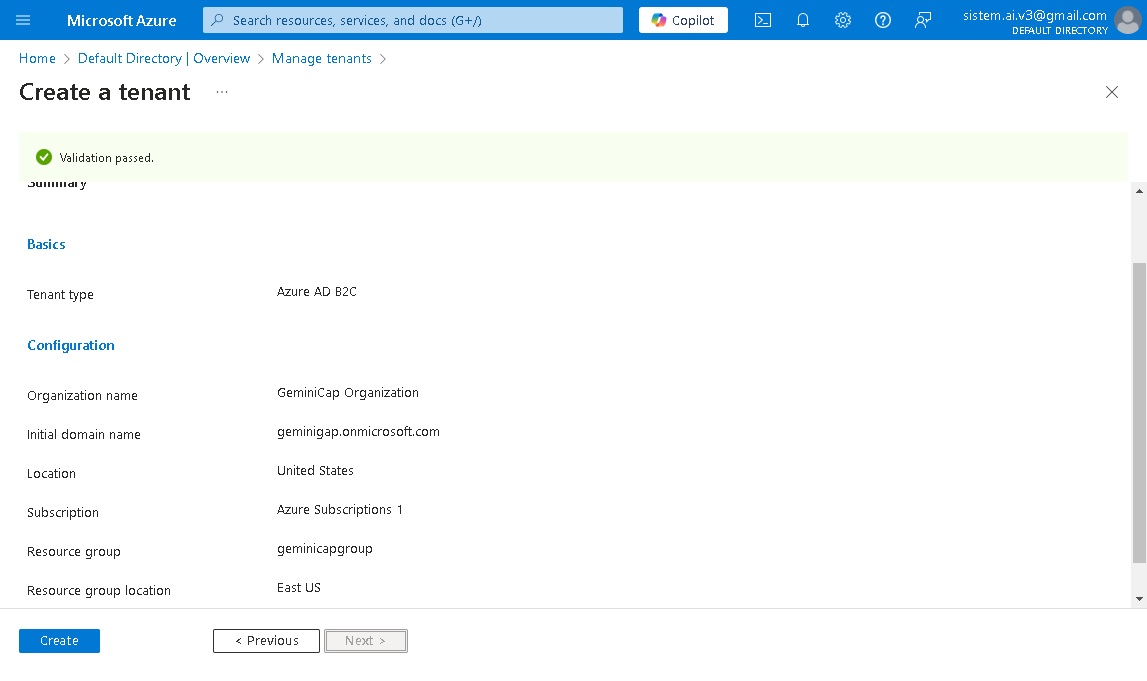 Microsoft Azure
Search resources, services, and docs (G+/)
Copilot
sistem.ai.v3@gmail.com
DEFAULT DIRECTORY
Home > Default Directory | Overview > Manage tenants >
Create a tenant ...
Validation passed.
Summary
Basics
Tenant type Azure AD B2C
Configuration
Organization name GeminiCap Organization
Initial domain name geminigap.onmicrosoft.com
Location United States
Subscription Azure Subscriptions 1
Resource group geminicapgroup
Resource group location East US
Create < Previous Next >